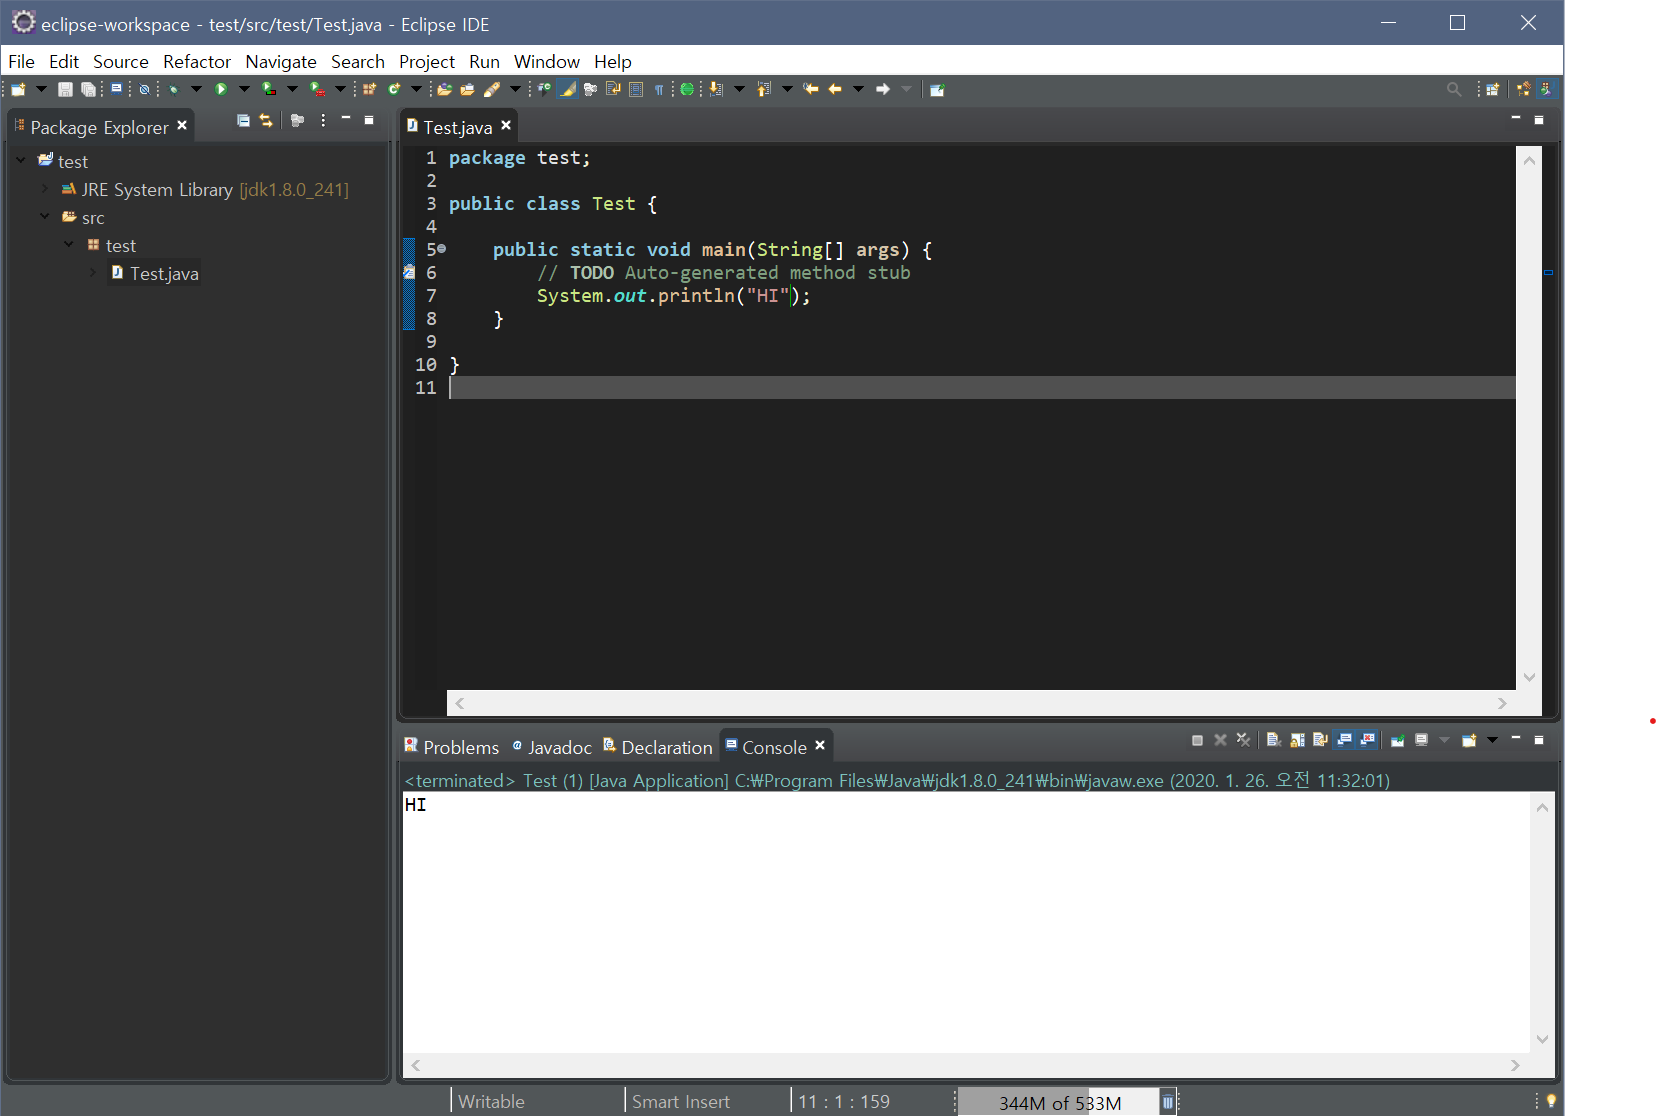 eclipse-workspace - test/src/test/Test.java - Eclipse IDE
File Edit Source Refactor Navigate Search Project Run Window Help
Package Explorer
test
JRE System Library [jdk1.8.0_241]
src
test
Test.java
Test.java
1 package test;
2
3 public class Test {
4
5 public static void main(String[] args) {
6 // TODO Auto-generated method stub
7 System.out.println("HI");
8 }
9
10 }
11
Problems Javadoc Declaration Console
<terminated> Test (1) [Java Application] C:₩Program Files₩Java₩jdk1.8.0_241₩bin₩javaw.exe (2020. 1. 26. 오전 11:32:01)
HI
Writable Smart Insert 11 : 1 : 159 344M of 533M